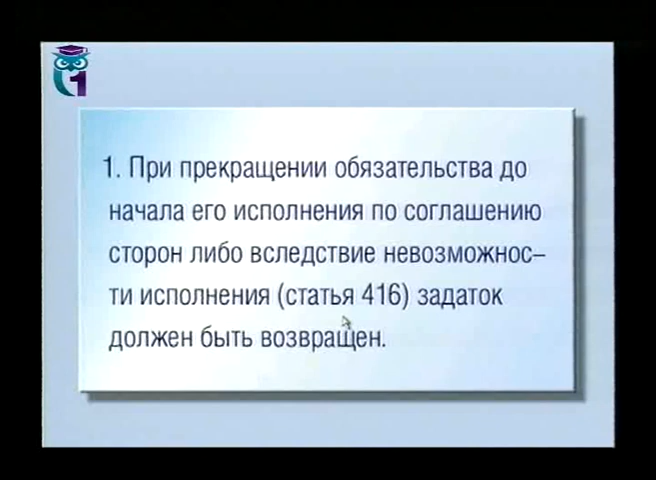 1
1. При прекращении обязательства до
начала его исполнения по соглашению
сторон либо вследствие невозможнос–
ти исполнения (статья 416) задаток
должен быть возвращен.